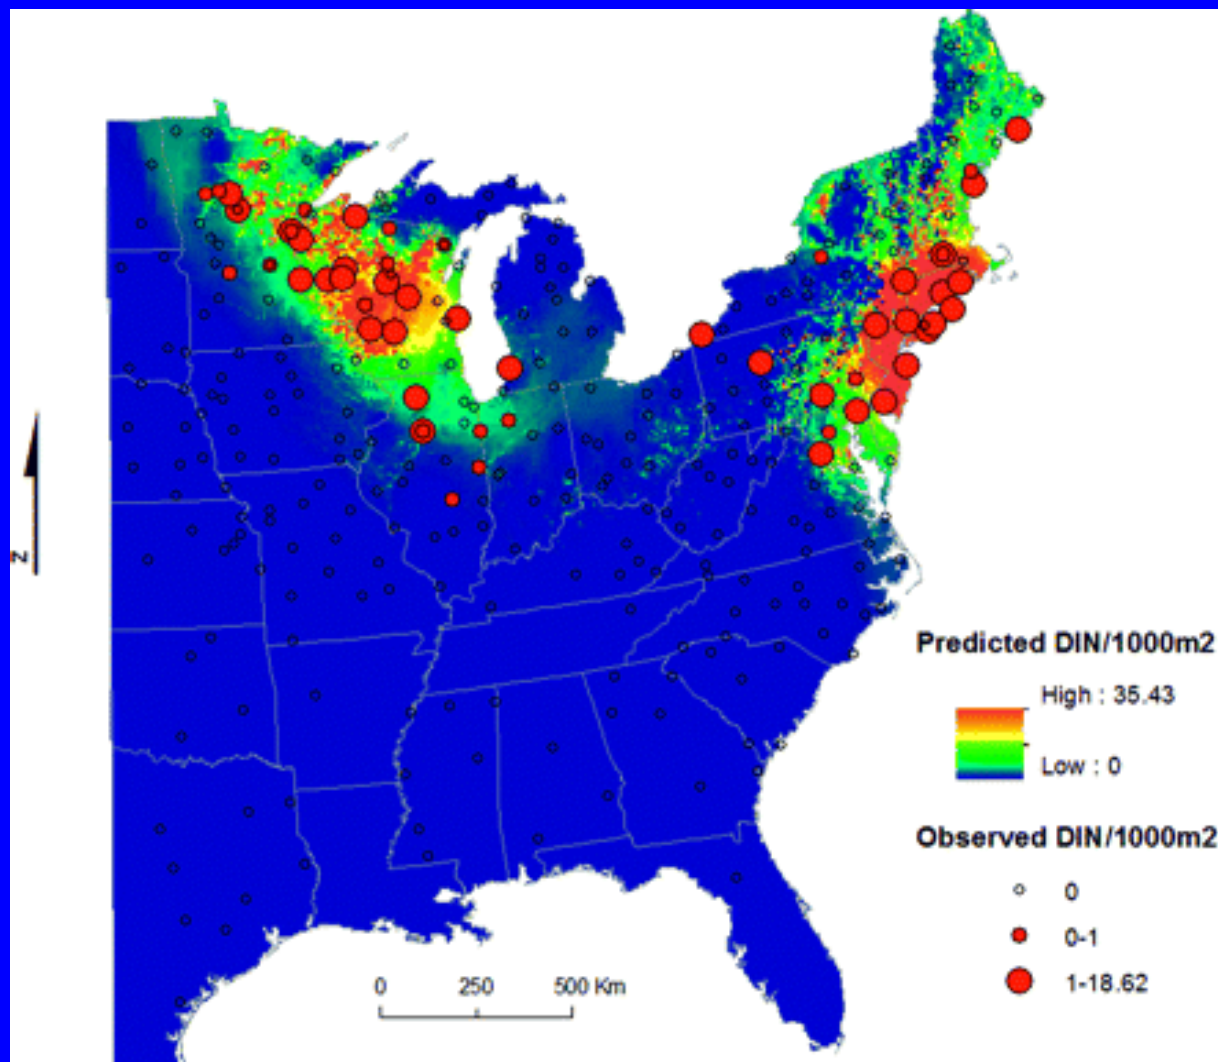 Z
Predicted DIN/1000m2
High : 35.43
Low : 0
Observed DIN/1000m2
0
0-1
1-18.62
0 250 500 Km